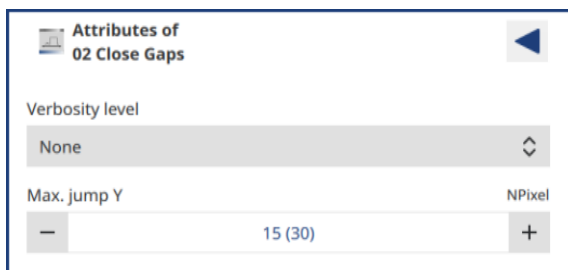 Attributes of
02 Close Gaps
Verbosity level
None
Max. jump Y NPixel
15 (30)